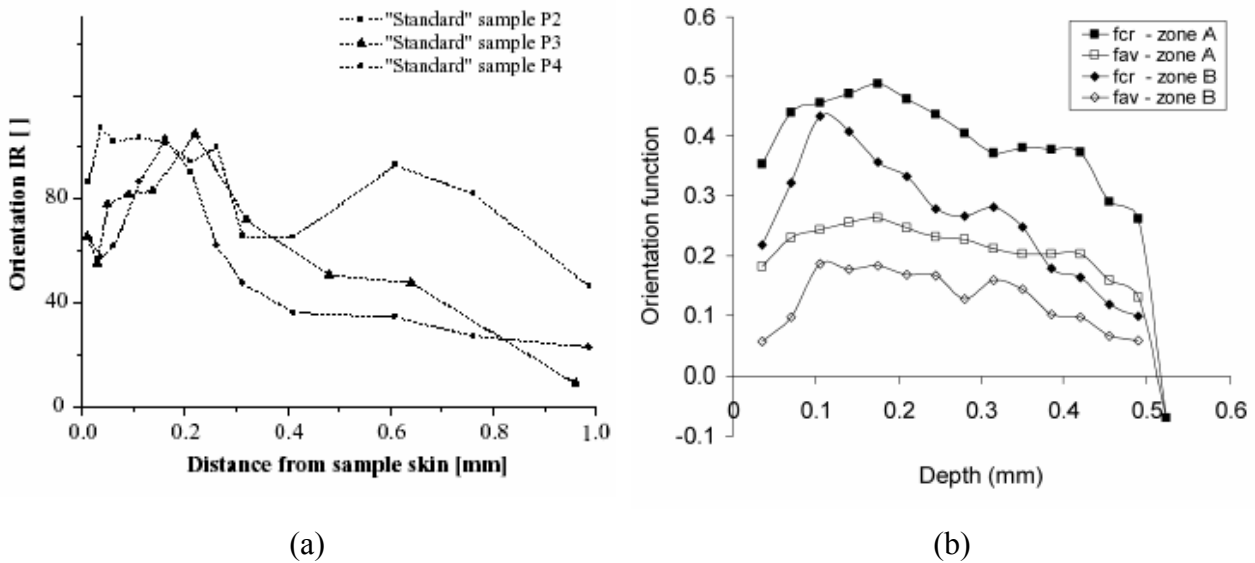 "Standard" sample P2
"Standard" sample P3
"Standard" sample P4
Orientation IR [ ]
80
40
0
0.0 0.2 0.4 0.6 0.8 1.0
Distance from sample skin [mm]
(a)
fcr - zone A
fav - zone A
fcr - zone B
fav - zone B
Orientation function
0.6
0.5
0.4
0.3
0.2
0.1
0.0
-0.1
0 0.1 0.2 0.3 0.4 0.5 0.6
Depth (mm)
(b)